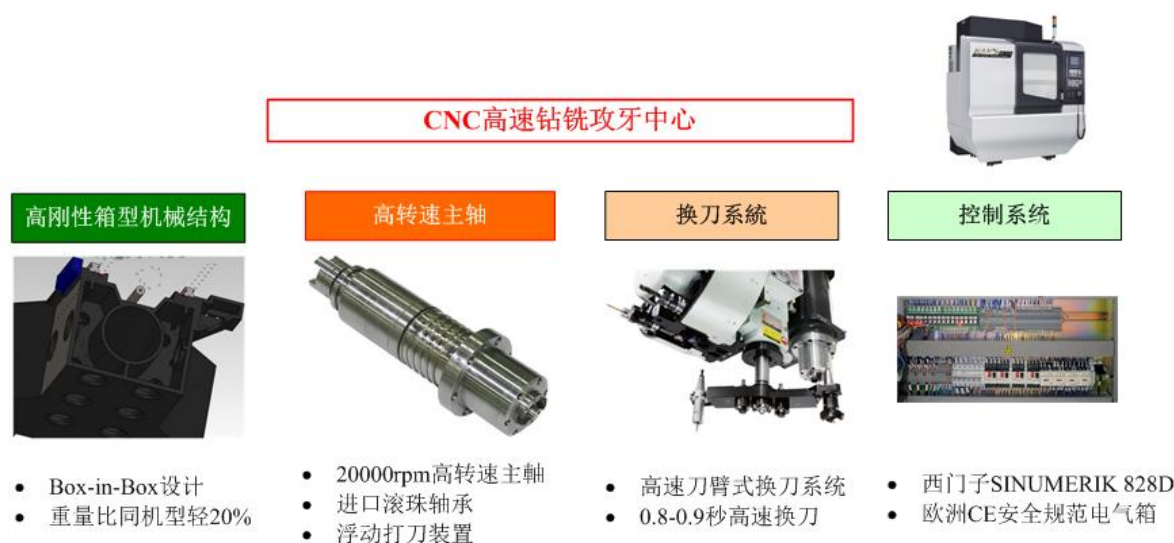 CNC高速钻铣攻牙中心
高刚性箱型机械结构
高转速主轴
换刀系統
控制系统
• Box-in-Box设计
• 重量比同机型轻20%
• 20000rpm高转速主軸
• 进口滚珠轴承
• 浮动打刀装置
• 高速刀臂式换刀系统
• 0.8-0.9秒高速换刀
• 西门子SINUMERIK 828D
• 欧洲CE安全规范电气箱